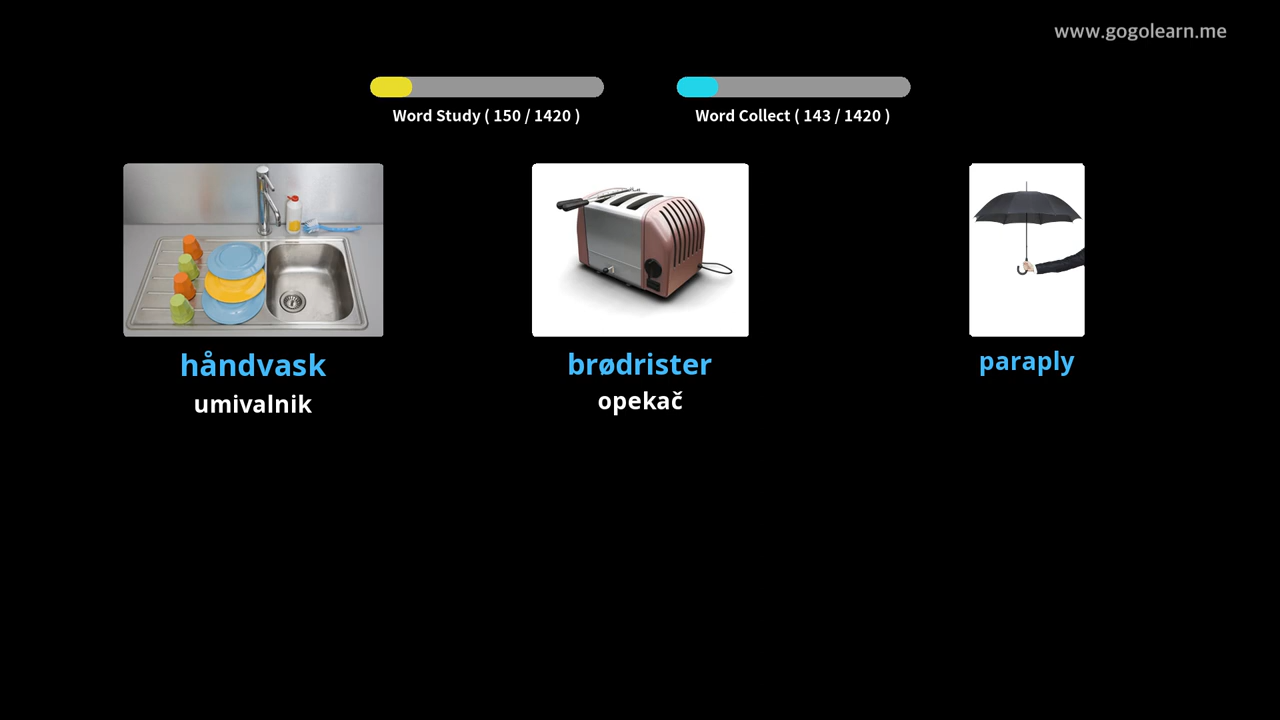 www.gogolearn.me
Word Study ( 150 / 1420 )
Word Collect ( 143 / 1420 )
håndvask
brødrister
paraply
umivalnik
opekač